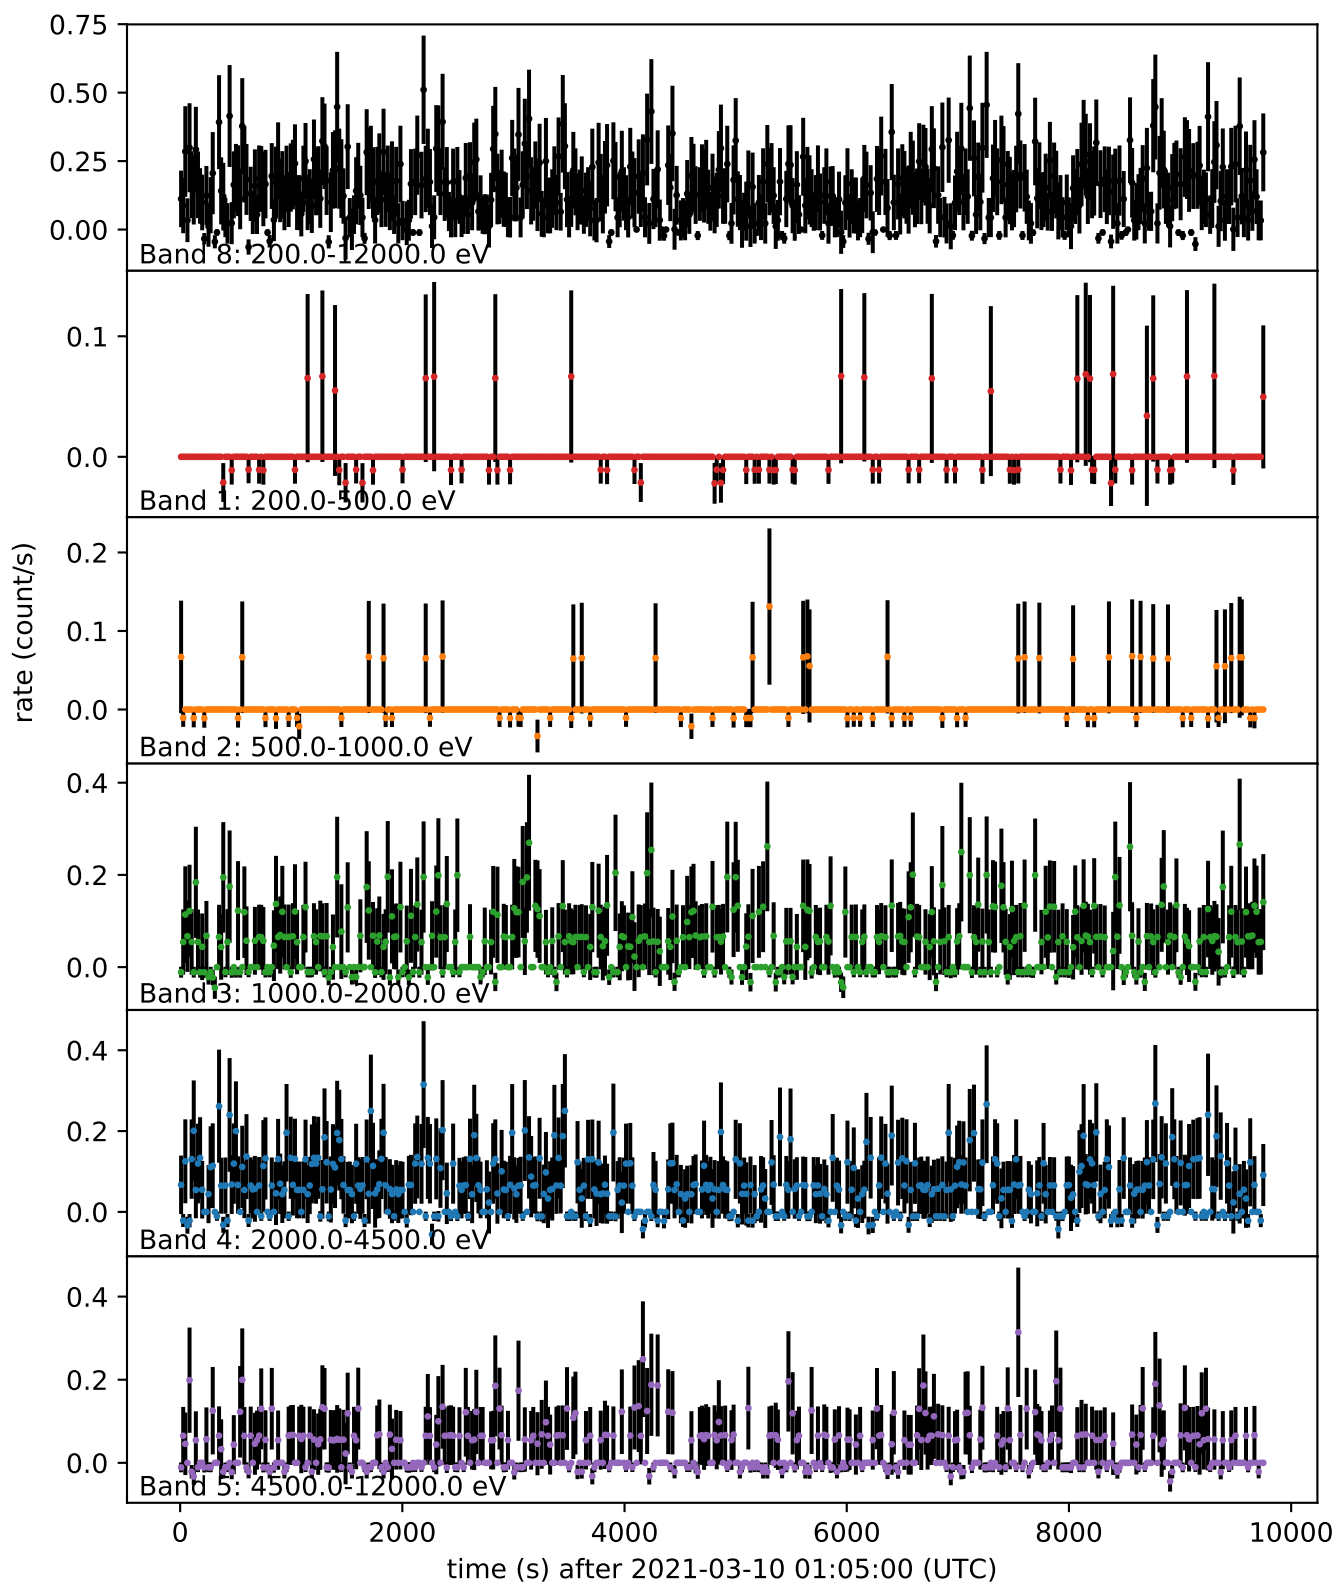 0.75
0.50
0.25
0.00
Band 8: 200.0-12000.0 eV
0.1
0.0
Band 1: 200.0-500.0 eV
0.2
0.1
0.0
Band 2: 500.0-1000.0 eV
rate (count/s)
0.4
0.2
0.0
Band 3: 1000.0-2000.0 eV
0.4
0.2
0.0
Band 4: 2000.0-4500.0 eV
0.4
0.2
0.0
Band 5: 4500.0-12000.0 eV
0 2000 4000 6000 8000 10000
time (s) after 2021-03-10 01:05:00 (UTC)